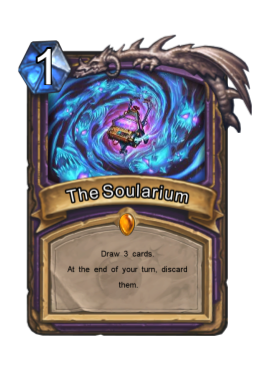 1
The Soularium
Draw 3 cards.
At the end of your turn, discard
them.